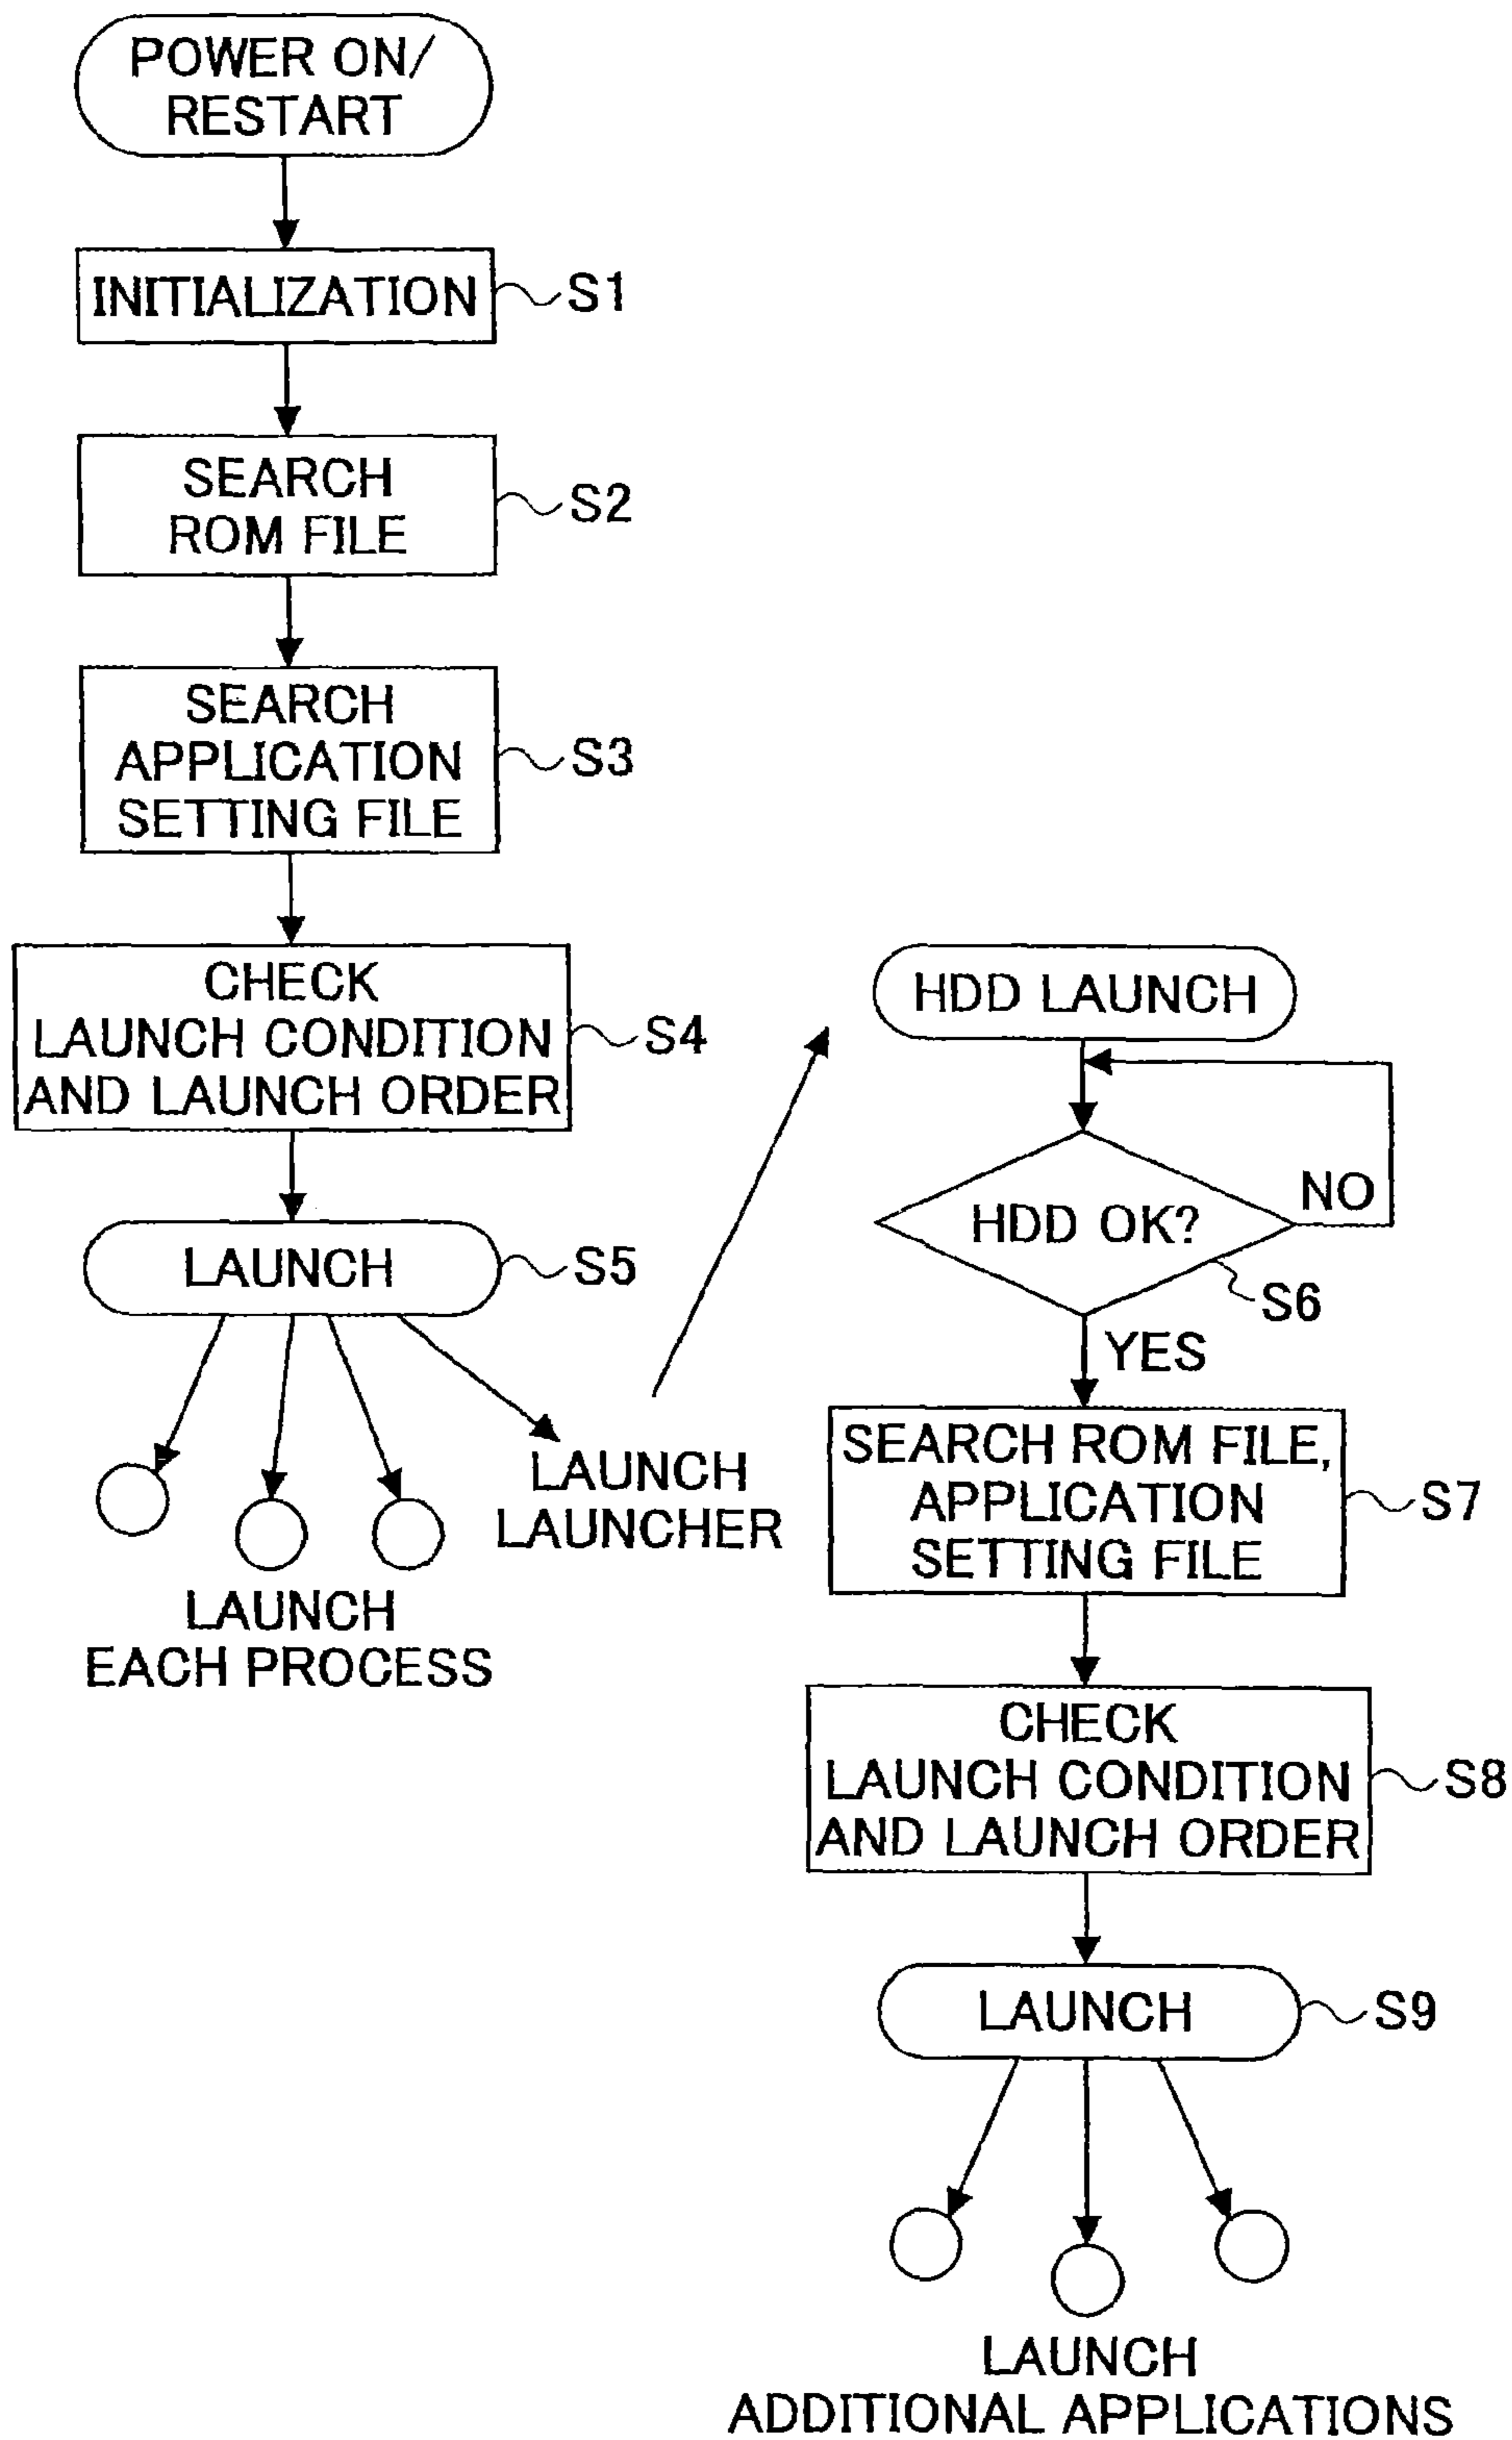 POWER ON/
RESTART
INITIALIZATION
S1
SEARCH
ROM FILE
S2
SEARCH
APPLICATION
SETTING FILE
S3
CHECK
LAUNCH CONDITION
AND LAUNCH ORDER
S4
LAUNCH
S5
LAUNCH
LAUNCHER
LAUNCH
EACH PROCESS
HDD LAUNCH
HDD OK?
NO
S6
YES
SEARCH ROM FILE,
APPLICATION
SETTING FILE
S7
CHECK
LAUNCH CONDITION
AND LAUNCH ORDER
S8
LAUNCH
S9
LAUNCH
ADDITIONAL APPLICATIONS